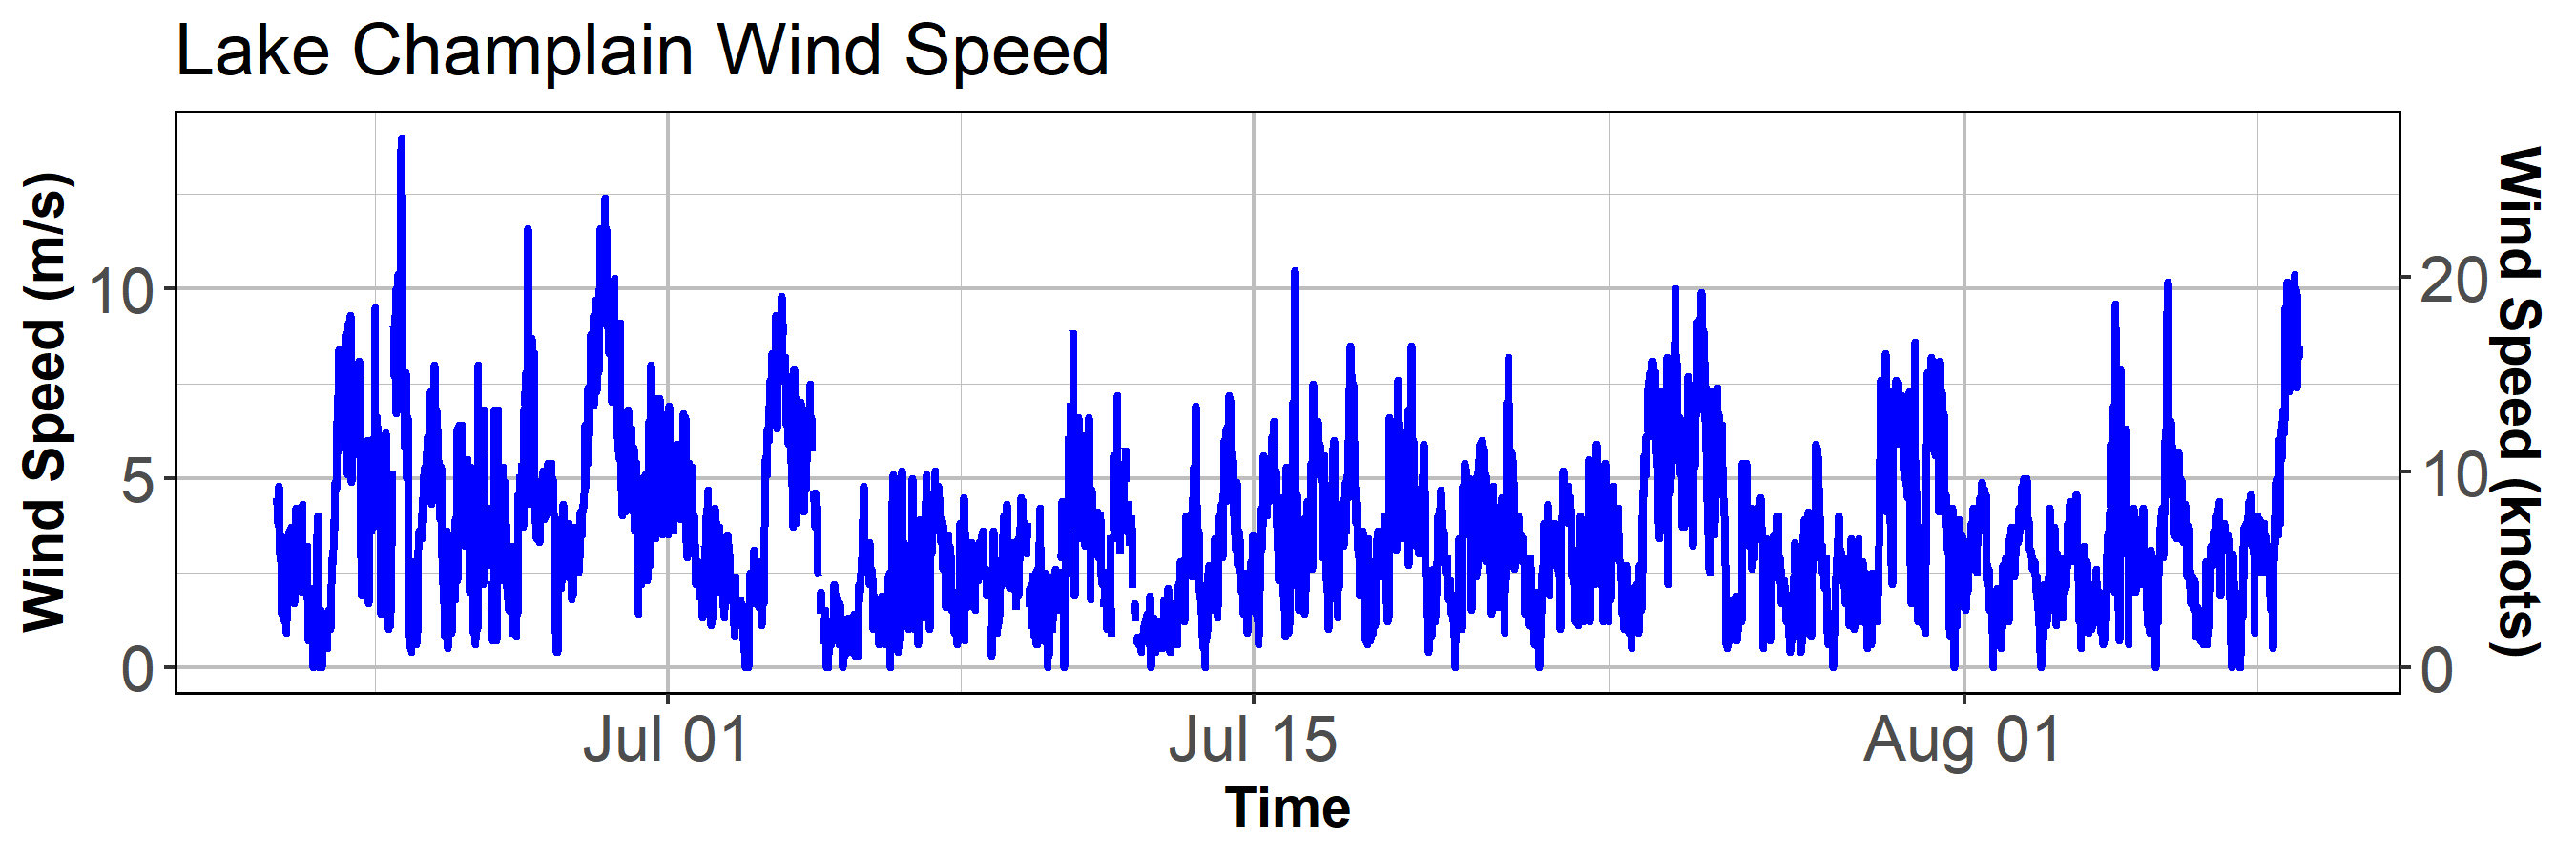 Lake Champlain Wind Speed
Wind Speed (m/s)
10
5
0
20
10
0
Wind Speed (knots)
Jul 01
Jul 15
Aug 01
Time